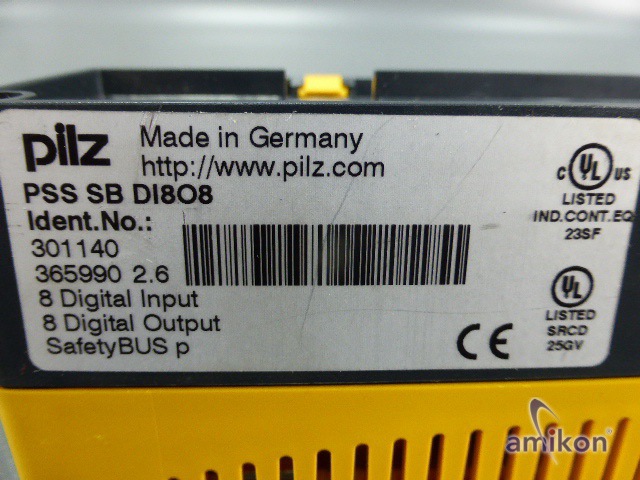 pilz
Made in Germany
http://www.pilz.com
PSS SB DI8O8
Ident.No.:
301140
365990 2.6
8 Digital Input
8 Digital Output
SafetyBUS p
C UL US
LISTED
IND.CONT.EQ
23SF
UL
LISTED
SRCD
25GV
CE
amikon®